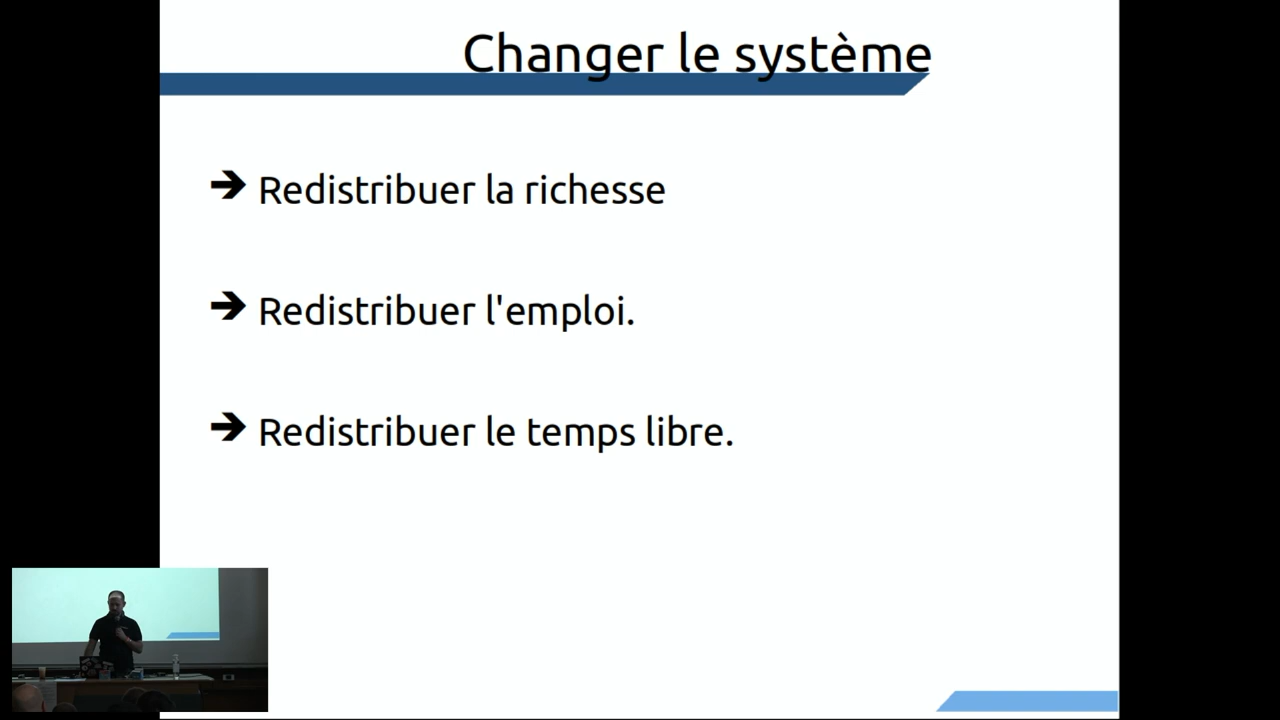 Changer le système
➔ Redistribuer la richesse
➔ Redistribuer l'emploi.
➔ Redistribuer le temps libre.